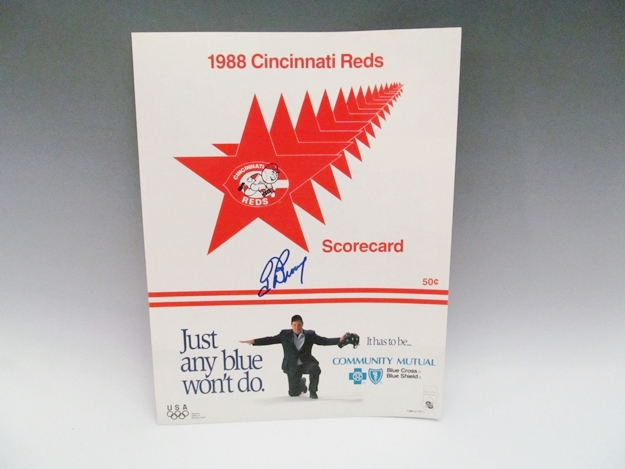 1988 Cincinnati Reds
CINCINNATI
REDS
Scorecard
50¢
Just
any blue
won't do.
It has to be...
COMMUNITY MUTUAL
Blue Cross
Blue Shield
USA